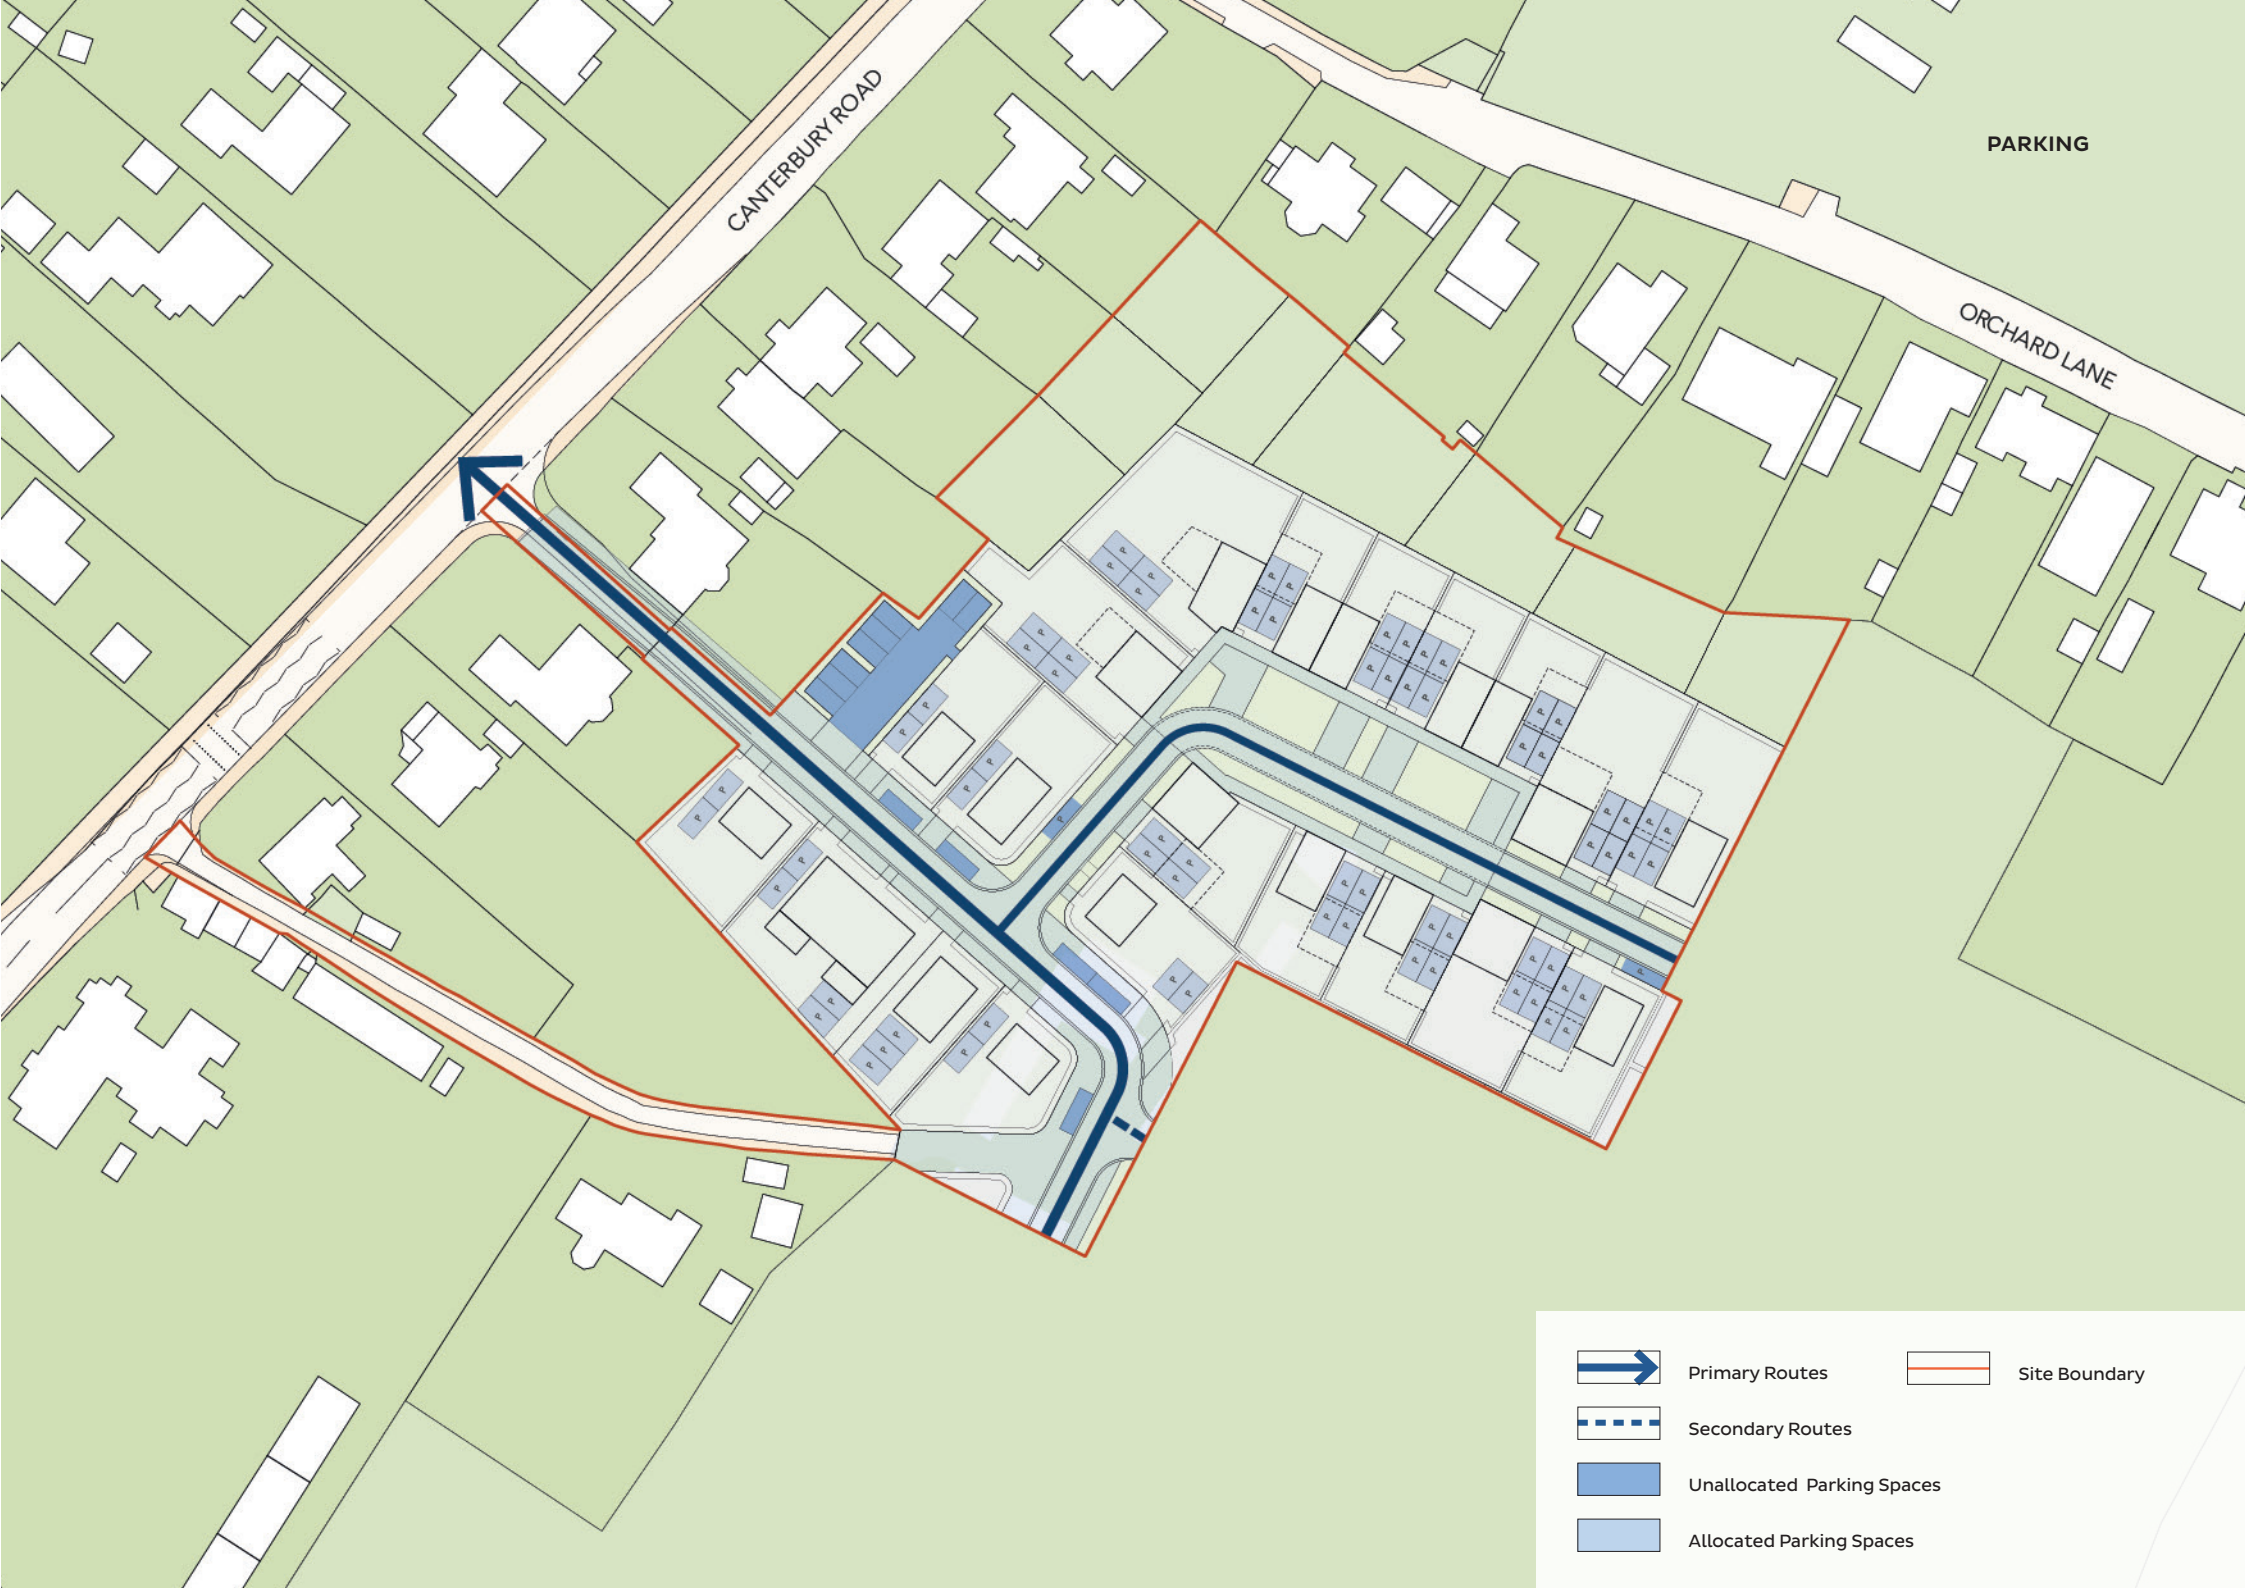 PARKING
CANTERBURY ROAD
ORCHARD LANE
Primary Routes
Site Boundary
Secondary Routes
Unallocated  Parking Spaces
Allocated Parking Spaces